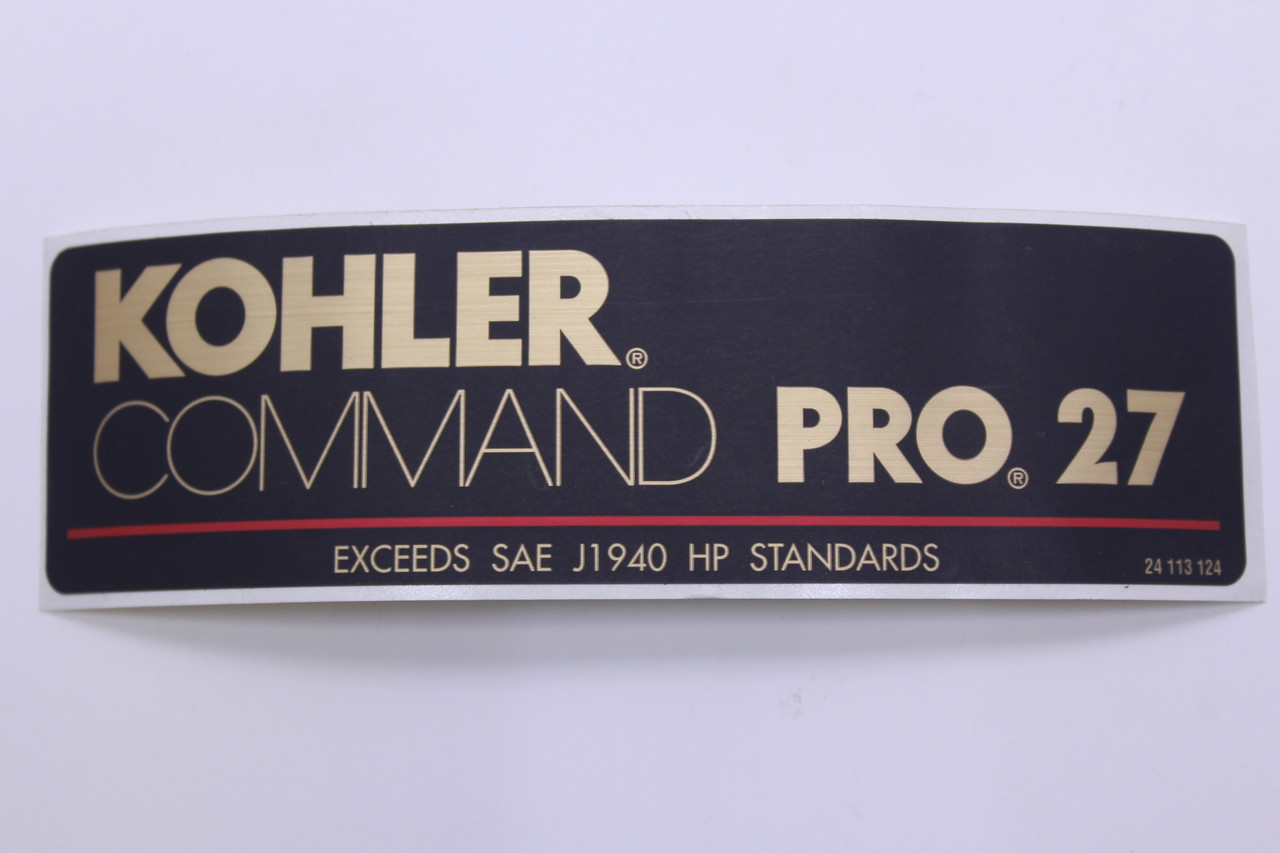 KOHLER®
COMMAND PRO® 27
EXCEEDS SAE J1940 HP STANDARDS
24 113 124